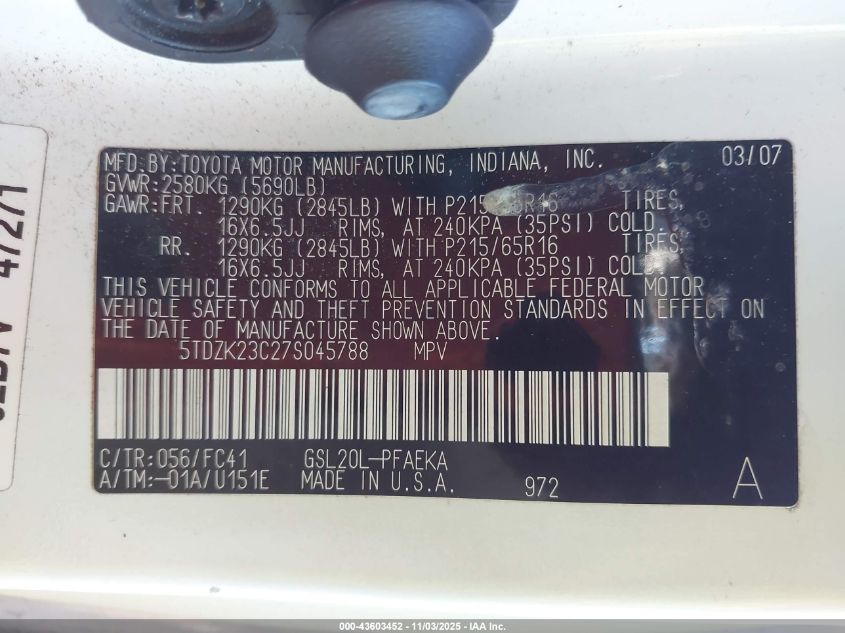 MFD.BY:TOYOTA MOTOR MANUFACTURING, INDIANA, INC. 03/07
GVWR:2580KG (5690LB)
GAWR:FRT. 1290KG (2845LB) WITH P215 R16 TIRES,
16X6.5JJ RIMS, AT 240KPA (35PSI) COLD.
RR. 1290KG (2845LB) WITH P215/65R16 TIRES,
16X6.5JJ RIMS, AT 240KPA (35PSI) COLD.
THIS VEHICLE CONFORMS TO ALL APPLICABLE FEDERAL MOTOR
VEHICLE SAFETY AND THEFT PREVENTION STANDARDS IN EFFECT ON
THE DATE OF MANUFACTURE SHOWN ABOVE.
5TDZK23C27S045788 MPV
C/TR:056/FC41 GSL20L-PFAEKA
A/TM:-01A/U151E MADE IN U.S.A. 972 A
47271
000-43603452 - 11/03/2025 - IAA Inc.